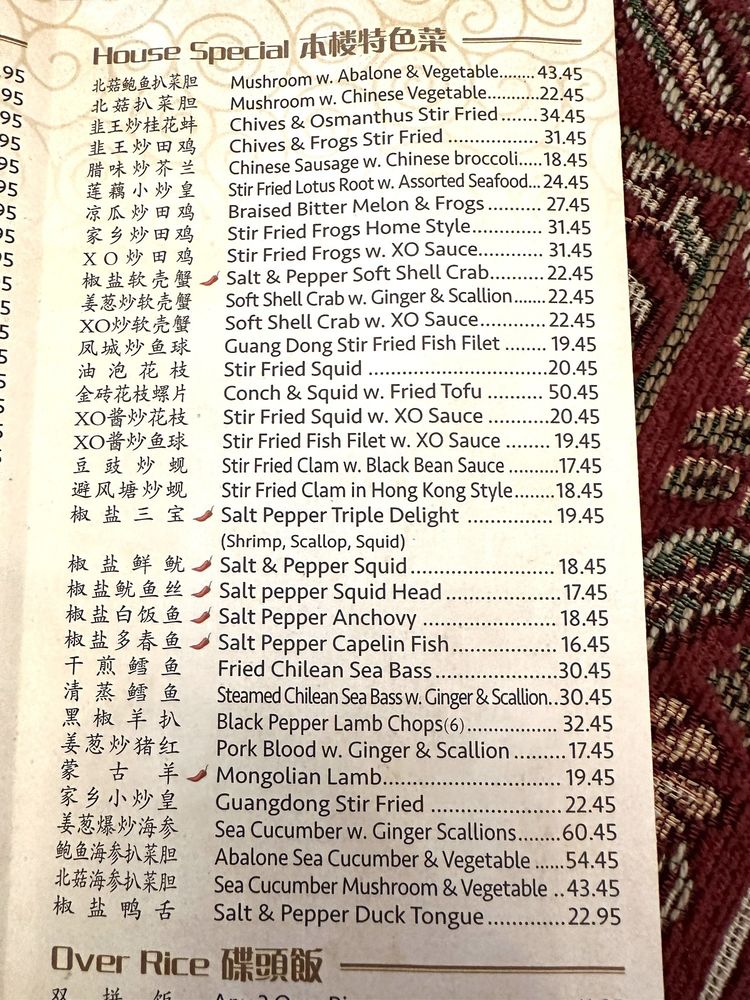 House Special 本楼特色菜
北菇鲍鱼扒菜胆 Mushroom w. Abalone & Vegetable........43.45
北菇扒菜胆 Mushroom w. Chinese Vegetable...........22.45
韭王炒桂花蚌 Chives & Osmanthus Stir Fried.......34.45
韭王炒田鸡 Chives & Frogs Stir Fried .................31.45
腊味炒芥兰 Chinese Sausage w. Chinese broccoli.....18.45
莲藕小炒皇 Stir Fried Lotus Root w. Assorted Seafood...24.45
凉瓜炒田鸡 Braised Bitter Melon & Frogs .......... 27.45
家乡炒田鸡 Stir Fried Frogs Home Style.............31.45
XO炒田鸡 Stir Fried Frogs w. XO Sauce............31.45
椒盐软壳蟹 Salt & Pepper Soft Shell Crab..........22.45
姜葱炒软壳蟹 Soft Shell Crab w. Ginger & Scallion.......22.45
XO炒软壳蟹 Soft Shell Crab w. XO Sauce............22.45
凤城炒鱼球 Guang Dong Stir Fried Fish Filet ........ 19.45
油泡花枝 Stir Fried Squid ..............................20.45
金砖花枝螺片 Conch & Squid w. Fried Tofu .......... 50.45
XO酱炒花枝 Stir Fried Squid w. XO Sauce ...........20.45
XO酱炒鱼球 Stir Fried Fish Filet w. XO Sauce ........ 19.45
豆豉炒蚬 Stir Fried Clam w. Black Bean Sauce ..........17.45
避风塘炒蚬 Stir Fried Clam in Hong Kong Style........18.45
椒盐三宝 Salt Pepper Triple Delight .............. 19.45
(Shrimp, Scallop, Squid)
椒盐鲜鱿 Salt & Pepper Squid........................ 18.45
椒盐鱿鱼丝 Salt pepper Squid Head...................17.45
椒盐白饭鱼 Salt Pepper Anchovy ...................... 18.45
椒盐多春鱼 Salt Pepper Capelin Fish.................. 16.45
干煎鳕鱼 Fried Chilean Sea Bass.....................30.45
清蒸鳕鱼 Steamed Chilean Sea Bass w. Ginger & Scallion..30.45
黑椒羊扒 Black Pepper Lamb Chops(6)................ 32.45
姜葱炒猪红 Pork Blood w. Ginger & Scallion ..........17.45
蒙古羊 Mongolian Lamb.............................. 19.45
家乡小炒皇 Guangdong Stir Fried ....................... 22.45
姜葱爆炒海参 Sea Cucumber w. Ginger Scallions........60.45
鲍鱼海参扒菜胆 Abalone Sea Cucumber & Vegetable ......54.45
北菇海参扒菜胆 Sea Cucumber Mushroom & Vegetable ..43.45
椒盐鸭舌 Salt & Pepper Duck Tongue..............22.95
Over Rice 碟頭飯